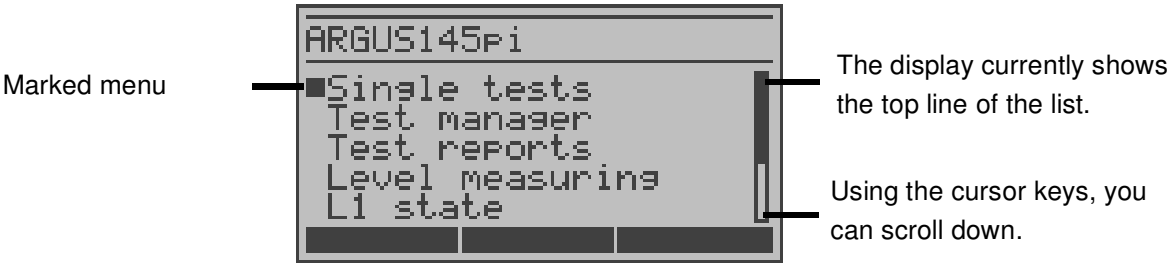 ARGUS145pi
Marked menu
Single tests
Test manager
Test reports
Level measuring
L1 state
The display currently shows
the top line of the list.
Using the cursor keys, you
can scroll down.